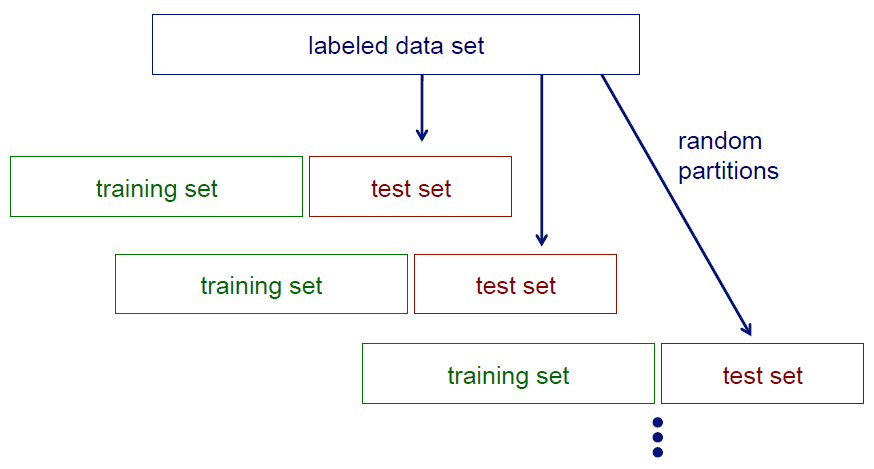 labeled data set
random
partitions
training set
test set
training set
test set
training set
test set